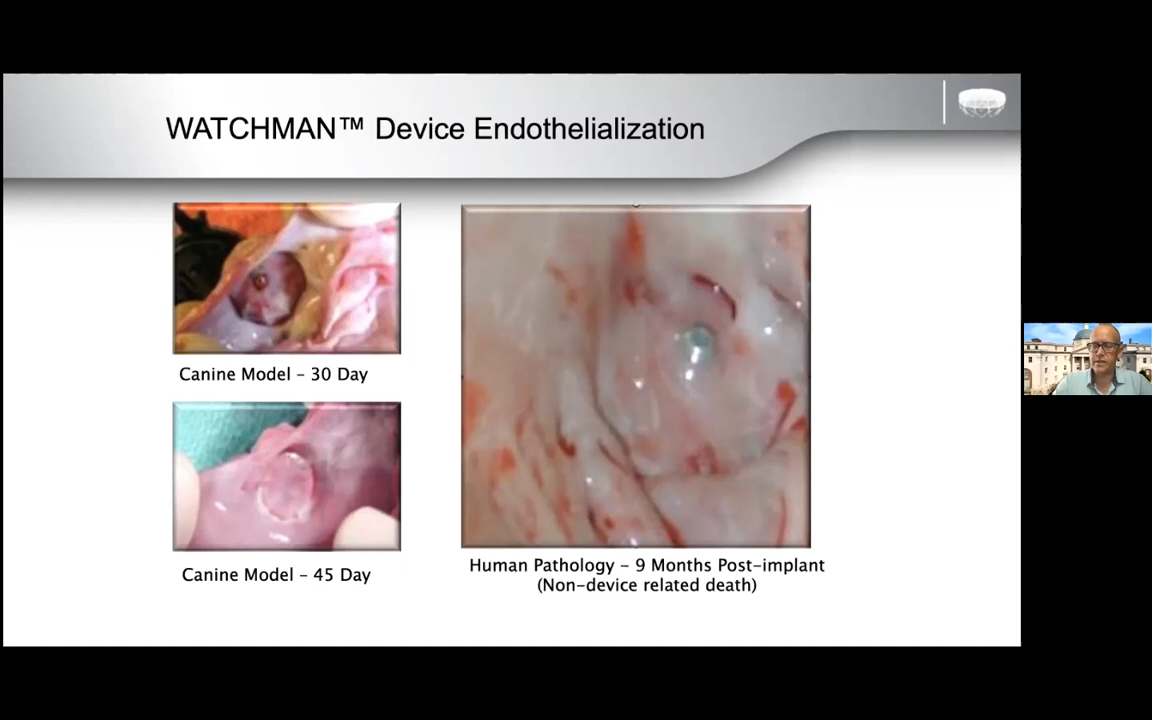 WATCHMAN™ Device Endothelialization
Canine Model – 30 Day
Canine Model – 45 Day
Human Pathology – 9 Months Post-implant
(Non-device related death)